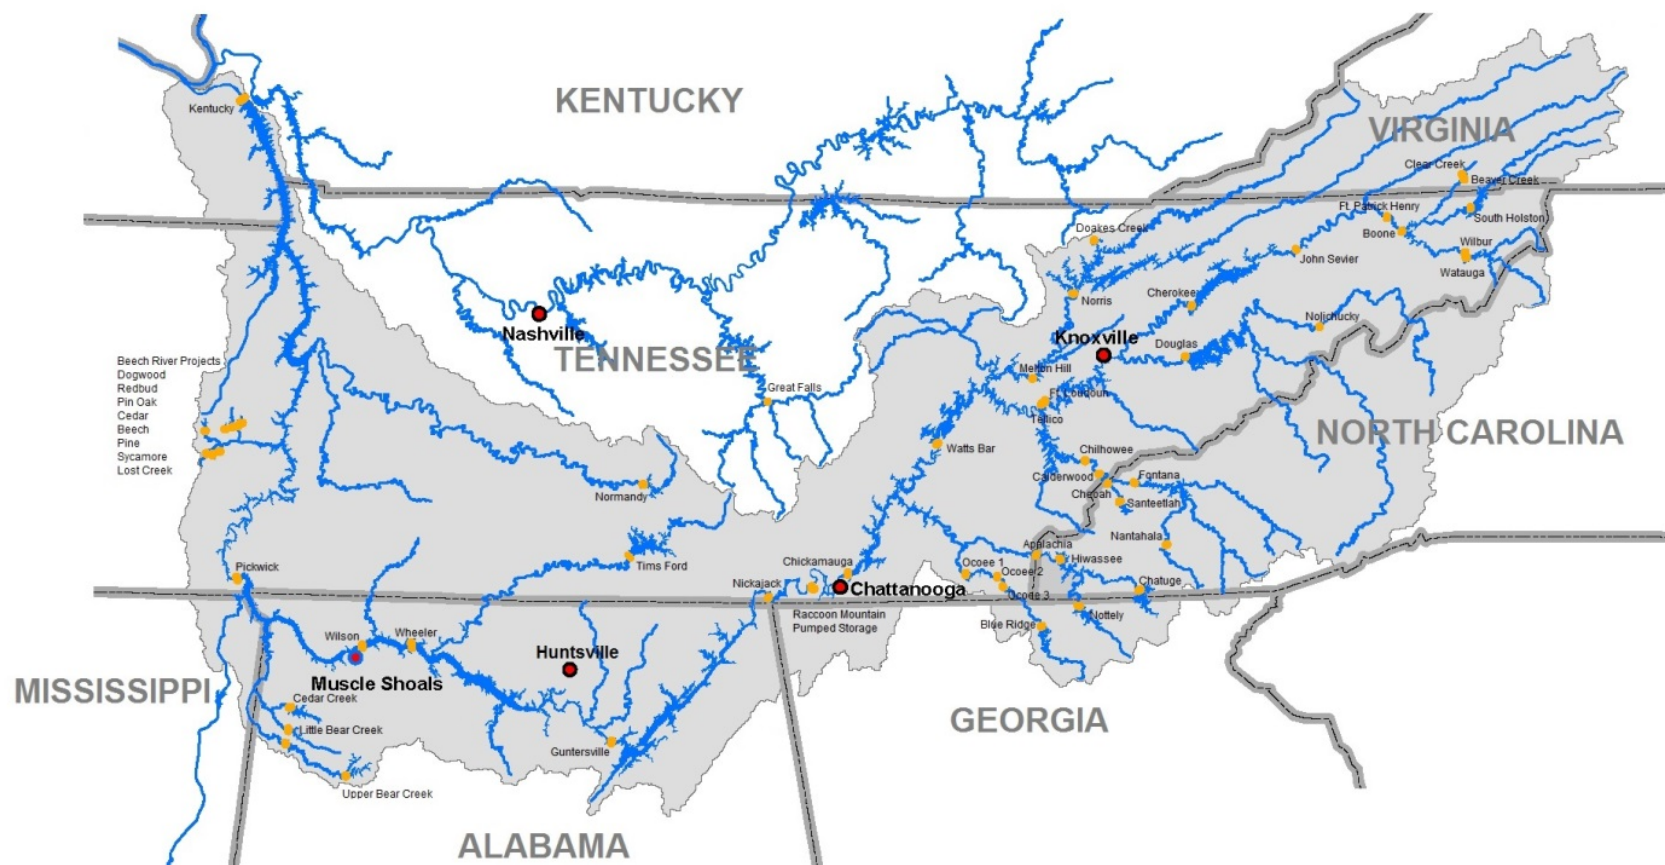 KENTUCKY
Kentucky
VIRGINIA
Clear Creek
Beaver Creek
Ft. Patrick Henry
South Holston
Boone
Doakes Creek
Wilbur
John Sevier
Watauga
Norris
Cherokee
Nashville
Nolichucky
Knoxville
TENNESSEE
Douglas
Beech River Projects
Dogwood
Redbud
Pin Oak
Cedar
Beech
Pine
Sycamore
Lost Creek
Melton Hill
Great Falls
Ft. Loudoun
Tellico
NORTH CAROLINA
Watts Bar
Chilhowee
Calderwood
Fontana
Cheoah
Santeetlah
Normandy
Nantahala
Apalachia
Hiwassee
Pickwick
Tims Ford
Chickamauga
Ocoee 1
Ocoee 2
Nickajack
Chattanooga
Ocoee 3
Chatuge
Raccoon Mountain
Pumped Storage
Nottely
Blue Ridge
Wilson
Wheeler
Huntsville
Muscle Shoals
MISSISSIPPI
Cedar Creek
Little Bear Creek
GEORGIA
Guntersville
Upper Bear Creek
ALABAMA